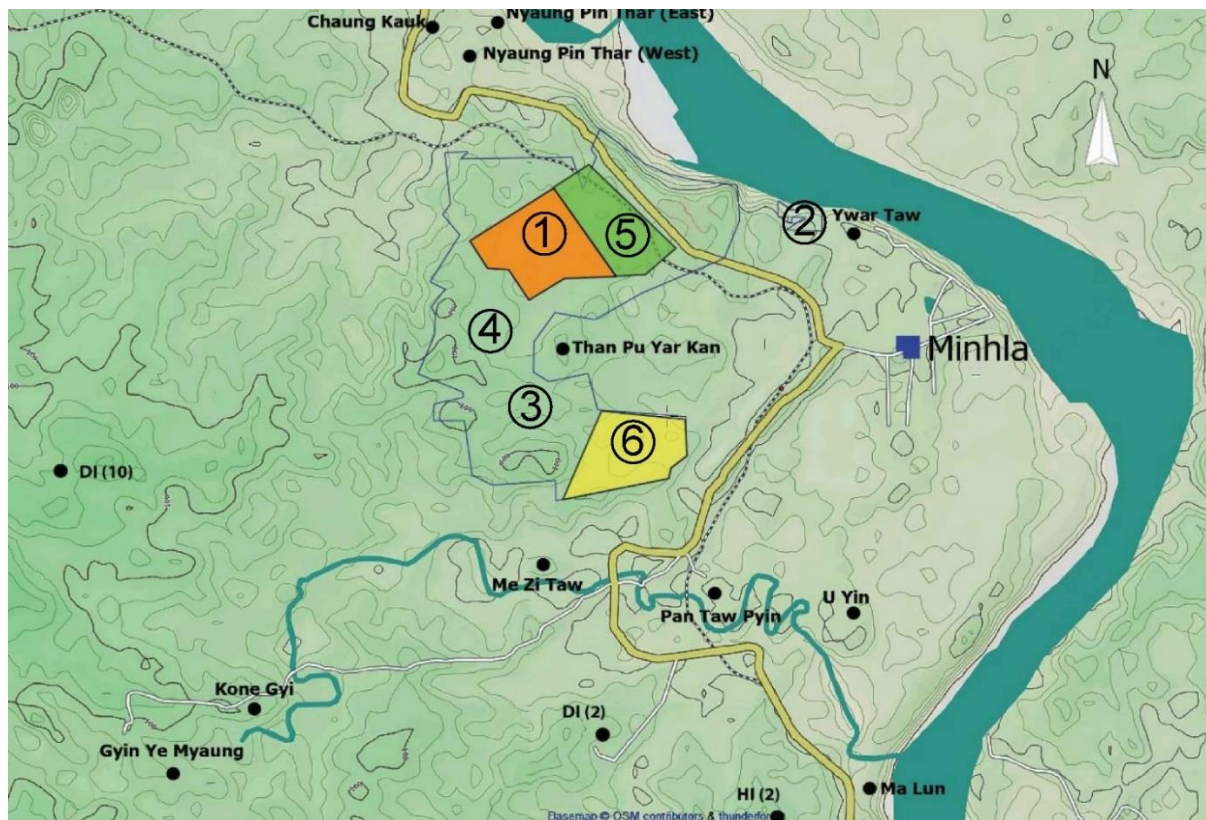 Nyaung Pin Thar (East)
Chaung Kauk
Nyaung Pin Thar (West)
N
①
⑤
②
Ywar Taw
④
Than Pu Yar Kan
Minhla
③
⑥
DI (10)
Me Zi Taw
Pan Taw Pyin
U Yin
Kone Gyi
DI (2)
Gyin Ye Myaung
HI (2)
Ma Lun
Basemap © OSM contributors & thunderfor